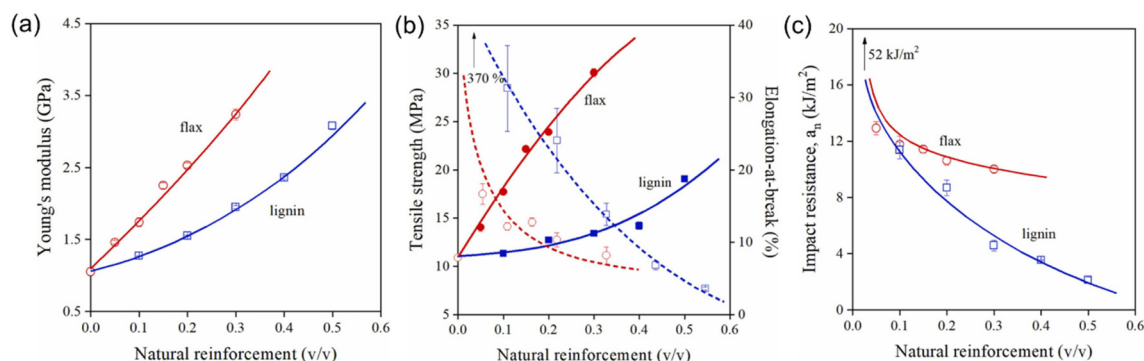 (a)
4.5
3.5
2.5
1.5
0.5
Young's modulus (GPa)
flax
lignin
0.0 0.1 0.2 0.3 0.4 0.5 0.6
Natural reinforcement (v/v)
(b)
35
30
25
20
15
10
5
Tensile strength (MPa)
370 %
flax
lignin
40
30
20
10
0
Elongation-at-break (%)
0.0 0.1 0.2 0.3 0.4 0.5 0.6
Natural reinforcement (v/v)
(c)
20
16
12
8
4
0
Impact resistance, an (kJ/m²)
52 kJ/m²
flax
lignin
0.0 0.1 0.2 0.3 0.4 0.5 0.6
Natural reinforcement (v/v)